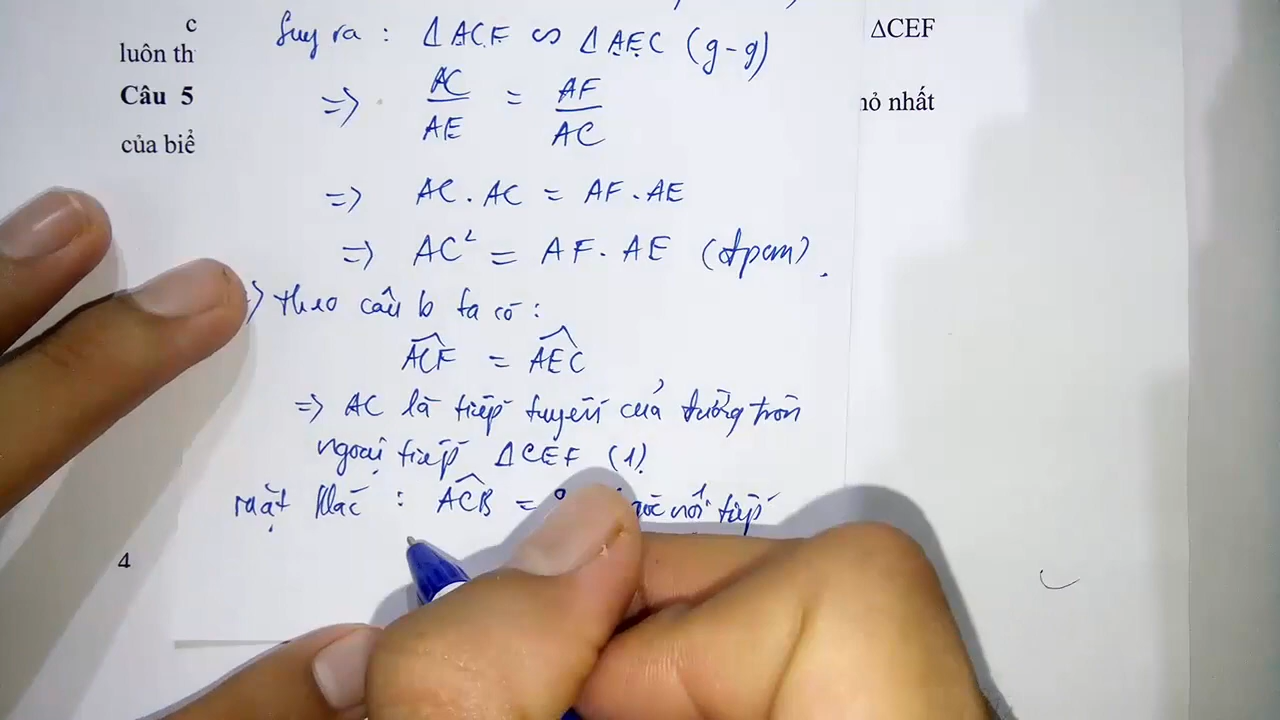 c
luôn th
Câu 5
của biể
Suy ra : ΔACF ∽ ΔAEC (g-g)
=> AC/AE = AF/AC
=> AC . AC = AF . AE
=> AC² = AF . AE (đpcm).
theo câu b ta có :
ACF = AEC
=> AC là tiếp tuyến của đường tròn
ngoại tiếp ΔCEF (1).
mặt khác : ACB = nội tiếp
ΔCEF
nhất
4